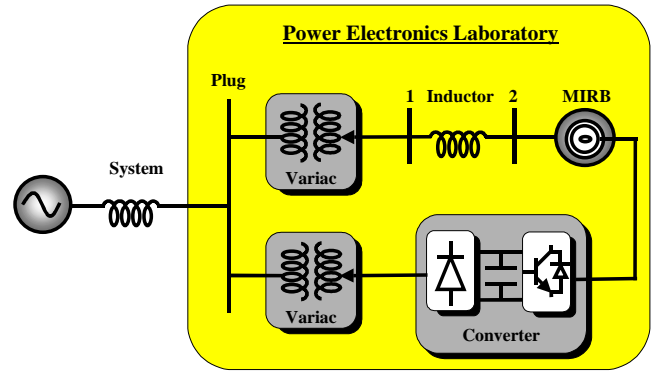 Power Electronics Laboratory
Plug
1 Inductor 2 MIRB
System
Variac
Variac
Converter